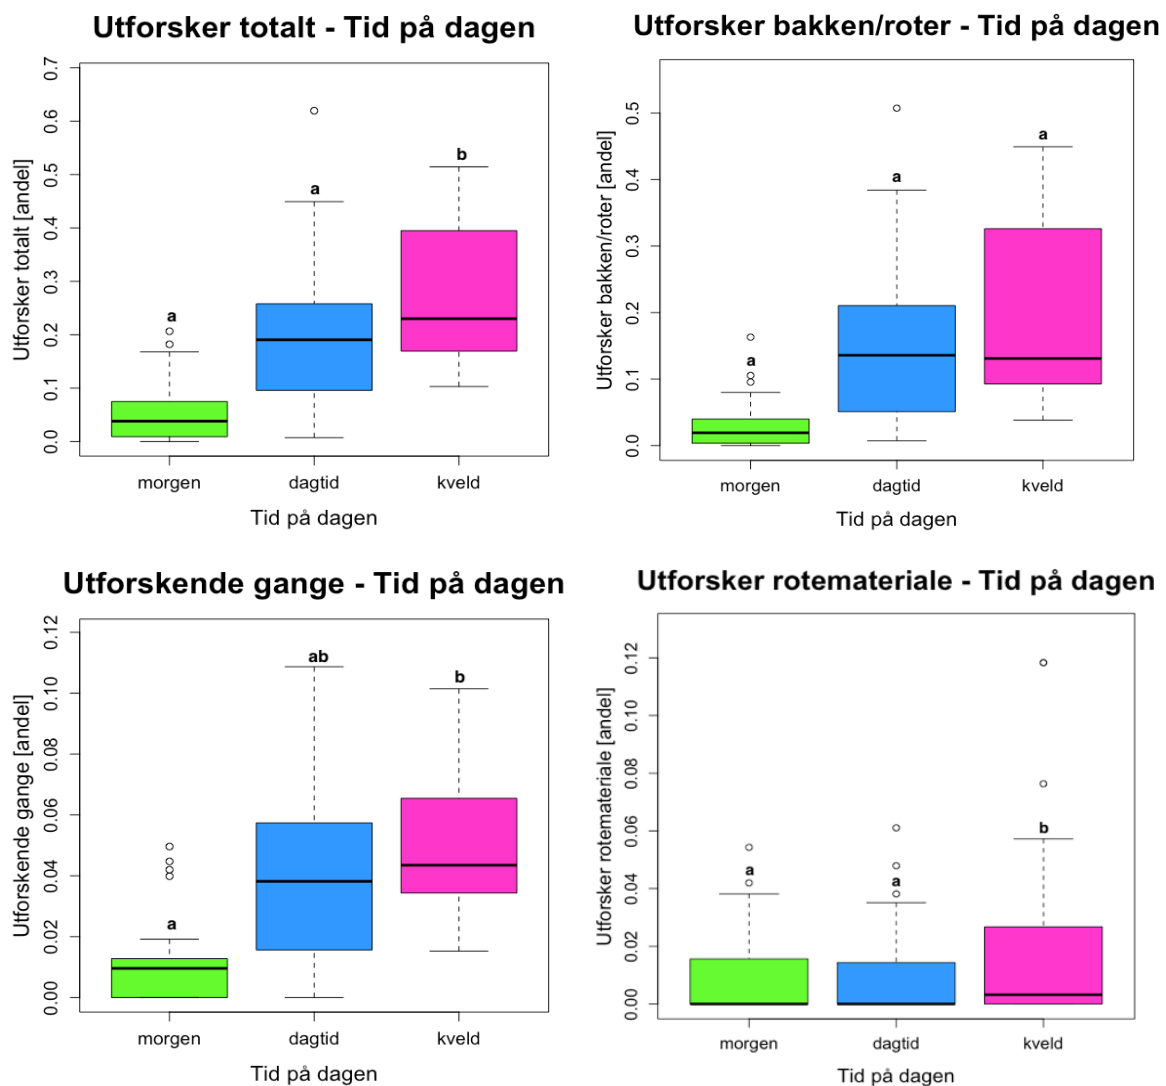 Utforsker totalt - Tid på dagen
Utforsker totalt [andel]
0.0 0.1 0.2 0.3 0.4 0.5 0.6 0.7
a
a
b
morgen dagtid kveld
Tid på dagen
Utforsker bakken/roter - Tid på dagen
Utforsker bakken/roter [andel]
0.0 0.1 0.2 0.3 0.4 0.5
a
a
a
morgen dagtid kveld
Tid på dagen
Utforskende gange - Tid på dagen
Utforskende gange [andel]
0.00 0.02 0.04 0.06 0.08 0.10 0.12
a
ab
b
morgen dagtid kveld
Tid på dagen
Utforsker rotemateriale - Tid på dagen
Utforsker rotemateriale [andel]
0.00 0.02 0.04 0.06 0.08 0.10 0.12
a
a
b
morgen dagtid kveld
Tid på dagen